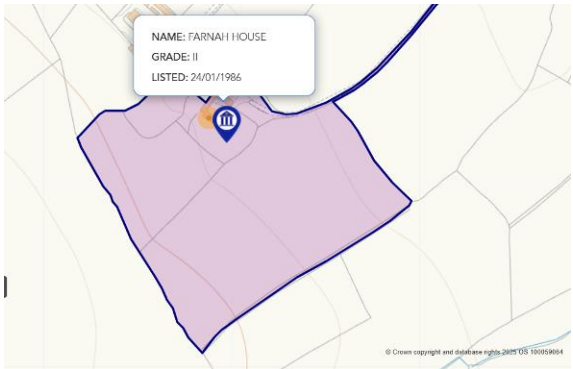 NAME: FARNAH HOUSE
GRADE: II
LISTED: 24/01/1986
© Crown copyright and database rights 2025 OS 100059064